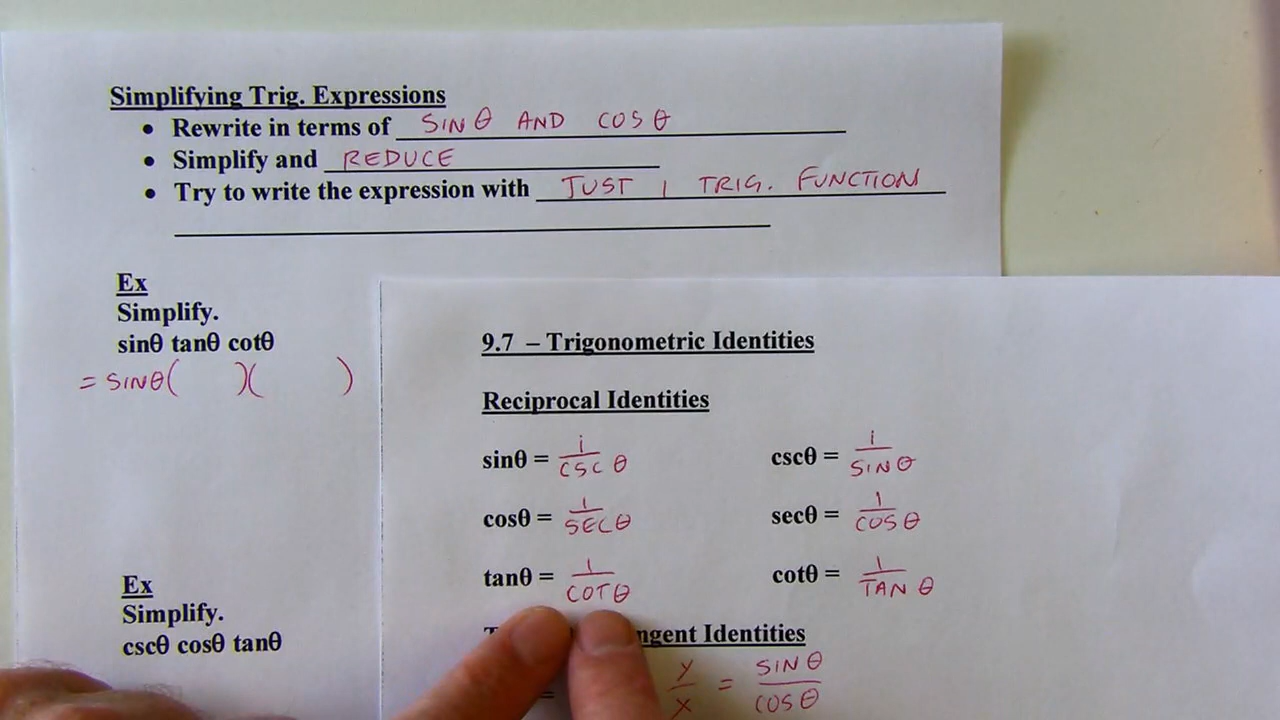 Simplifying Trig. Expressions
• Rewrite in terms of SIN θ AND COS θ
• Simplify and REDUCE
• Try to write the expression with JUST 1 TRIG. FUNCTION
Ex
Simplify.
sinθ tanθ cotθ
= SINθ( )( )
Ex
Simplify.
cscθ cosθ tanθ
9.7 – Trigonometric Identities
Reciprocal Identities
sinθ = 1/CSC θ cscθ = 1/SIN θ
cosθ = 1/SEC θ secθ = 1/COS θ
tanθ = 1/COT θ cotθ = 1/TAN θ
Identities
= Y/X = SIN θ/COS θ